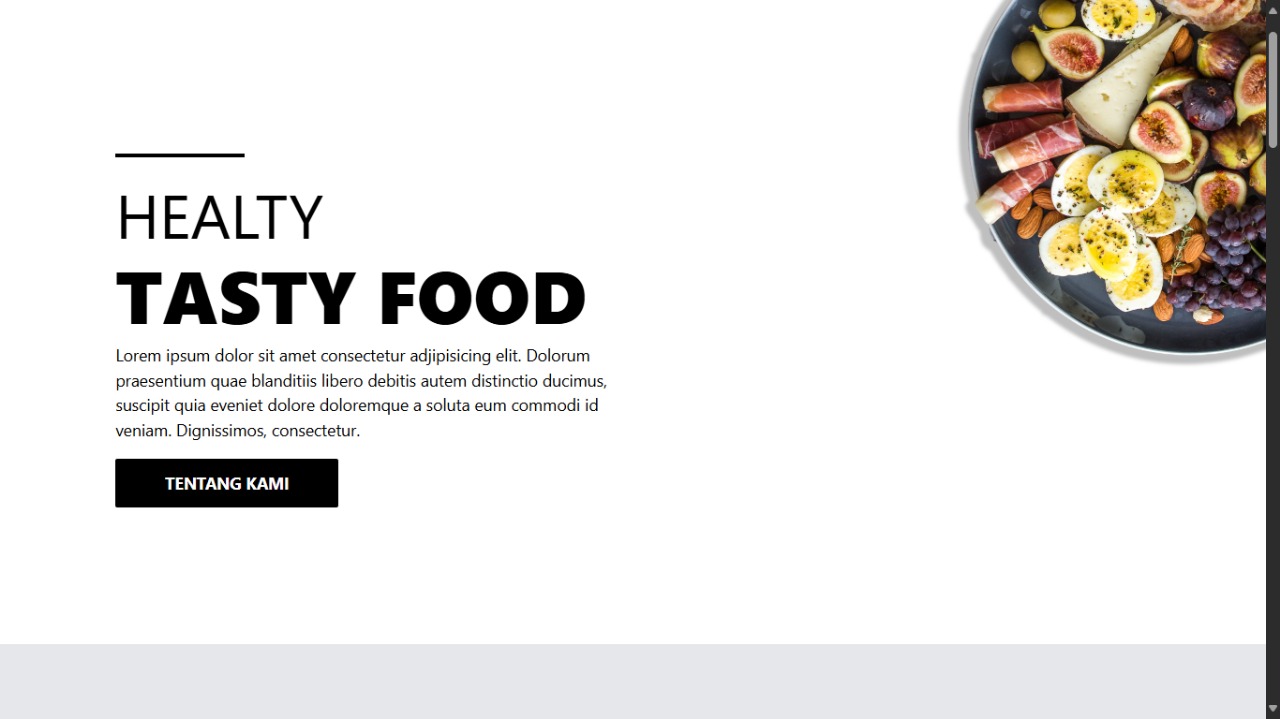 HEALTY
TASTY FOOD
Lorem ipsum dolor sit amet consectetur adjipisicing elit. Dolorum
praesentium quae blanditiis libero debitis autem distinctio ducimus,
suscipit quia eveniet dolore doloremque a soluta eum commodi id
veniam. Dignissimos, consectetur.
TENTANG KAMI